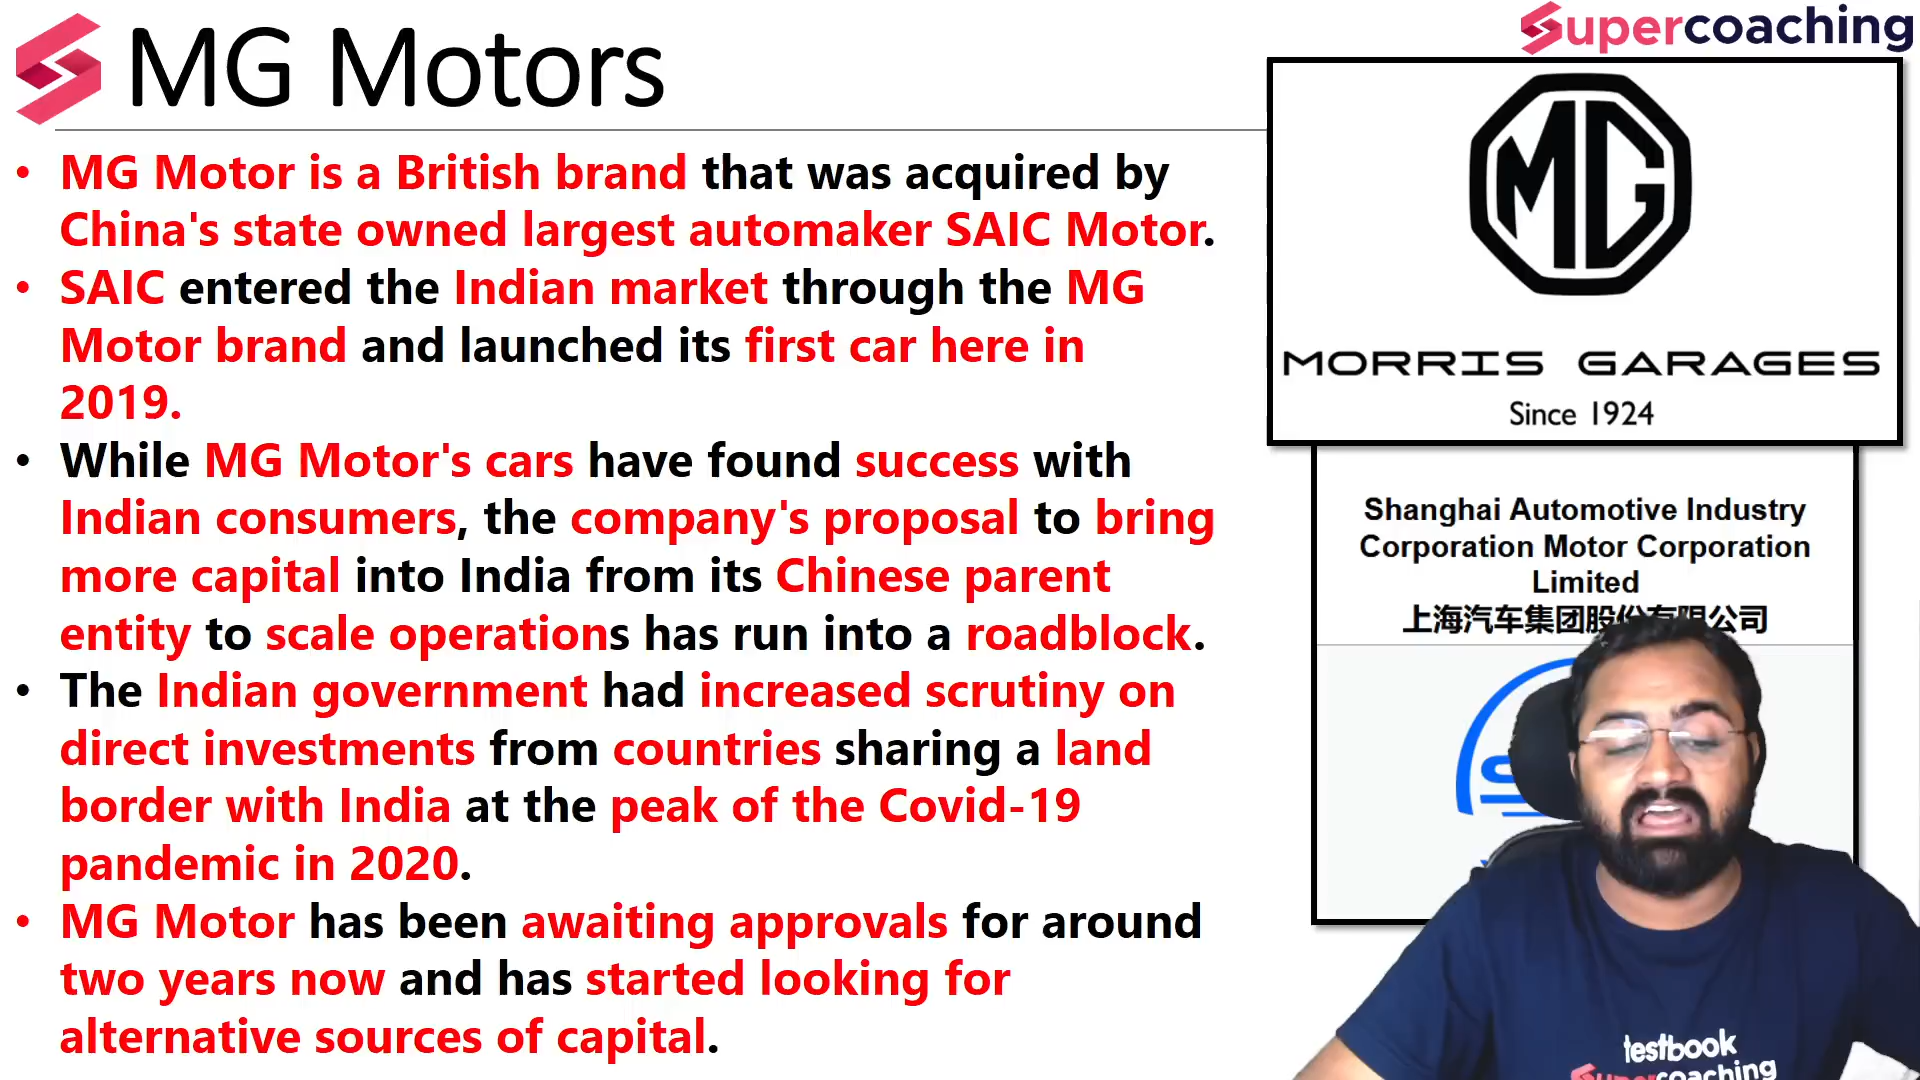 MG Motors
Supercoaching
• MG Motor is a British brand that was acquired by
China's state owned largest automaker SAIC Motor.
• SAIC entered the Indian market through the MG
Motor brand and launched its first car here in
2019.
• While MG Motor's cars have found success with
Indian consumers, the company's proposal to bring
more capital into India from its Chinese parent
entity to scale operations has run into a roadblock.
• The Indian government had increased scrutiny on
direct investments from countries sharing a land
border with India at the peak of the Covid-19
pandemic in 2020.
• MG Motor has been awaiting approvals for around
two years now and has started looking for
alternative sources of capital.
MG
MORRIS GARAGES
Since 1924
Shanghai Automotive Industry
Corporation Motor Corporation
Limited
上海汽车集团股份有限公司
testbook
Supercoaching